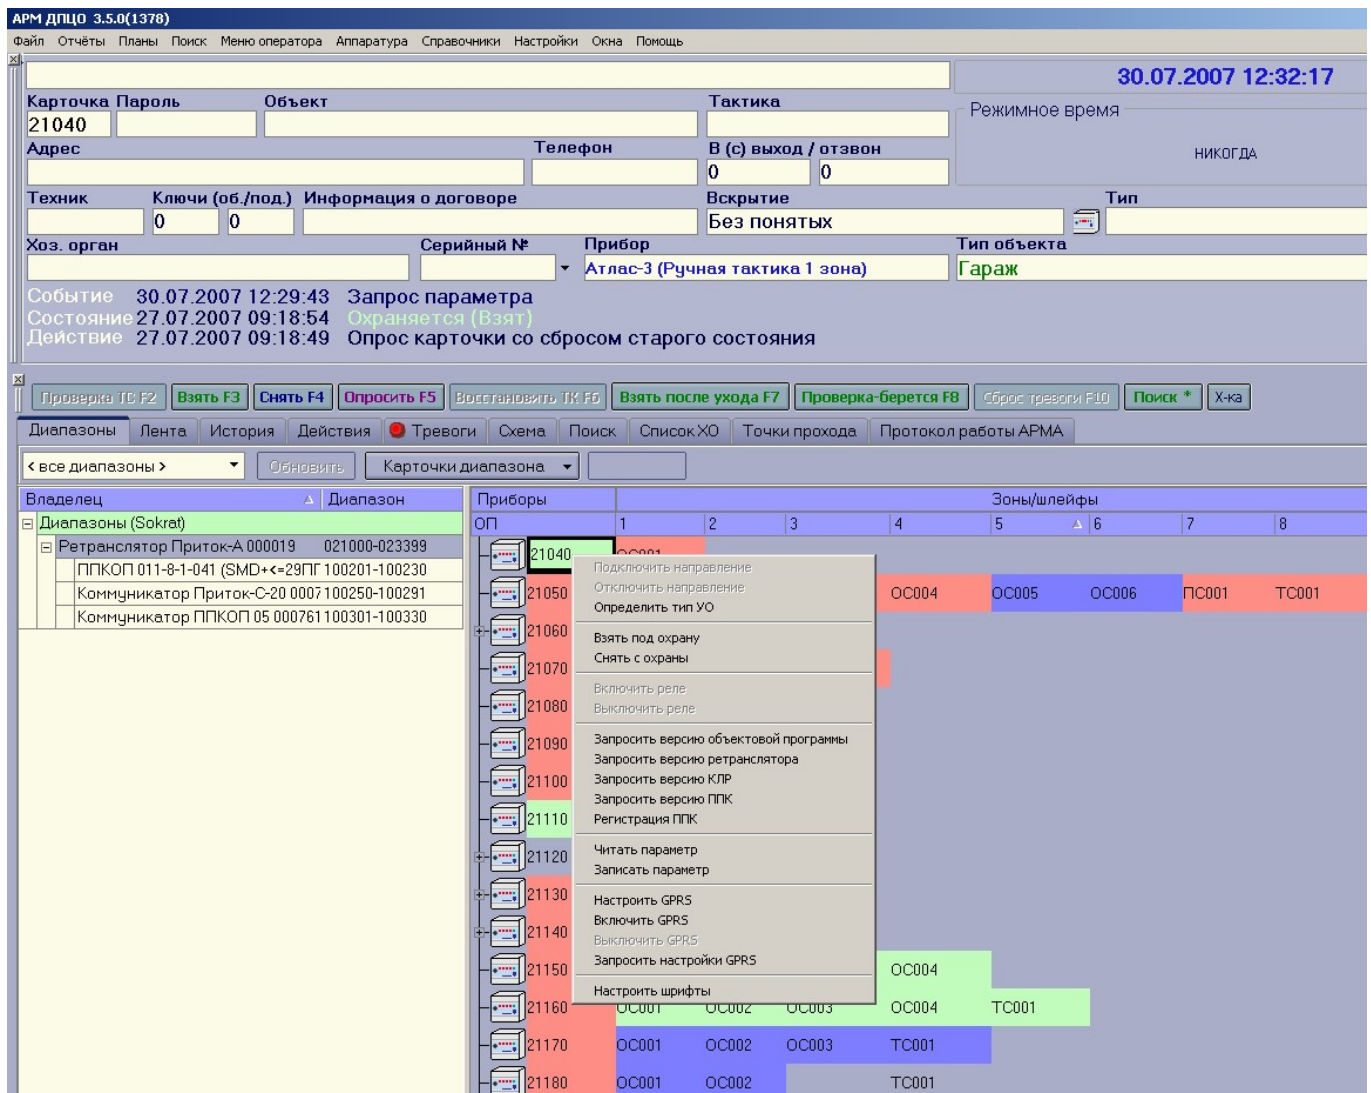 АРМ ДПЦО 3.5.0(1378)
Файл Отчёты Планы Поиск Меню оператора Аппаратура Справочники Настройки Окна Помощь
30.07.2007 12:32:17
Карточка Пароль Объект Тактика
Режимное время
21040
Адрес Телефон В (с) выход / отзвон
НИКОГДА
0 0
Техник Ключи (об./под.) Информация о договоре Вскрытие Тип
0 0 Без понятых
Хоз. орган Серийный № Прибор Тип объекта
Атлас-3 (Ручная тактика 1 зона) Гараж
Событие 30.07.2007 12:29:43 Запрос параметра
Состояние 27.07.2007 09:18:54 Охраняется (Взят)
Действие 27.07.2007 09:18:49 Опрос карточки со сбросом старого состояния
Проверка ТС F2 Взять F3 Снять F4 Опросить F5 Восстановить ТК F6 Взять после ухода F7 Проверка-берется F8 Сброс тревоги F10 Поиск * Х-ка
Диапазоны Лента История Действия Тревоги Схема Поиск Список ХО Точки прохода Протокол работы АРМА
< все диапазоны > Обновить Карточки диапазона
Владелец Диапазон Приборы Зоны/шлейфы
Диапазоны (Sokrat) ОП 1 2 3 4 5 6 7 8
Ретранслятор Приток-А 000019 021000-023399
ППКОП 011-8-1-041 (SMD+<=29ПГ 100201-100230
Коммуникатор Приток-С-20 0007 100250-100291
Коммуникатор ППКОП 05 000761 100301-100330
21040 ОС001
21050 ОС004 ОС005 ОС006 ПС001 ТС001
21060
21070
21080
21090
21100
21110
21120
21130
21140
21150 ОС004
21160 ОС001 ОС002 ОС003 ОС004 ТС001
21170 ОС001 ОС002 ОС003 ТС001
21180 ОС001 ОС002 ТС001
Подключить направление
Отключить направление
Определить тип УО
Взять под охрану
Снять с охраны
Включить реле
Выключить реле
Запросить версию объектовой программы
Запросить версию ретранслятора
Запросить версию КЛР
Запросить версию ППК
Регистрация ППК
Читать параметр
Записать параметр
Настроить GPRS
Включить GPRS
Выключить GPRS
Запросить настройки GPRS
Настроить шрифты